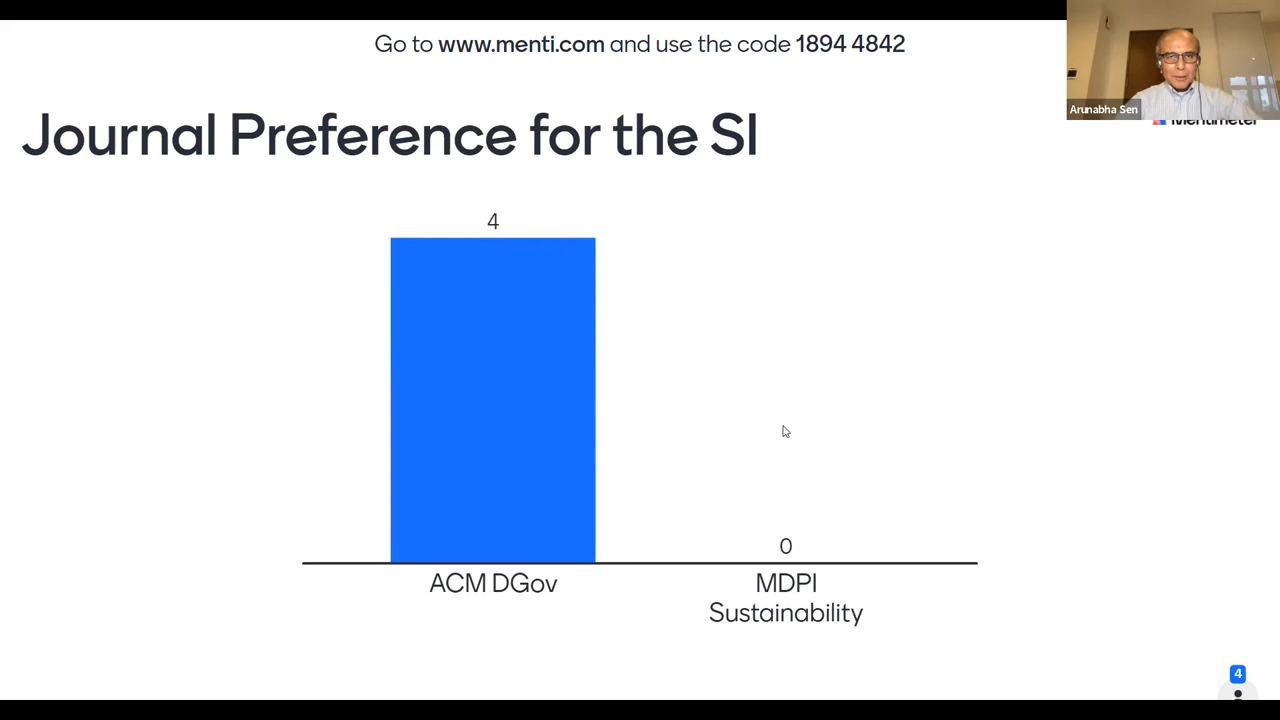 Go to www.menti.com and use the code 1894 4842
Arunabha Sen
Mentimeter
Journal Preference for the SI
4
0
ACM DGov
MDPI
Sustainability
4